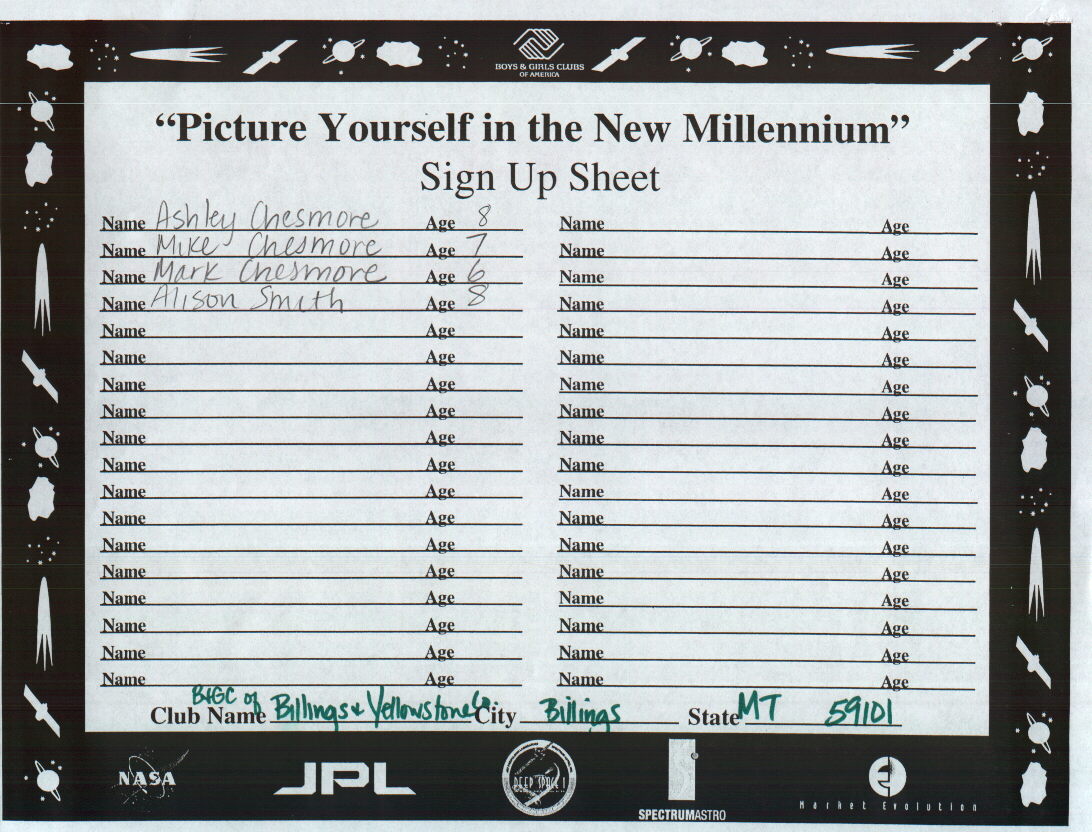 BOYS & GIRLS CLUBS
OF AMERICA
“Picture Yourself in the New Millennium”
Sign Up Sheet
Name Ashley Chesmore Age 8 Name Age
Name Mike Chesmore Age 7 Name Age
Name Mark Chesmore Age 6 Name Age
Name Alison Smith Age 8 Name Age
Name Age Name Age
Name Age Name Age
Name Age Name Age
Name Age Name Age
Name Age Name Age
Name Age Name Age
Name Age Name Age
Name Age Name Age
Name Age Name Age
Name Age Name Age
Name Age Name Age
Name Age Name Age
Name Age Name Age
Name Age Name Age
Club Name B&GC of Billings & Yellowstone Co. City Billings State MT 59101
NASA JPL DEEP SPACE 1 SPECTRUMASTRO Market Evolution